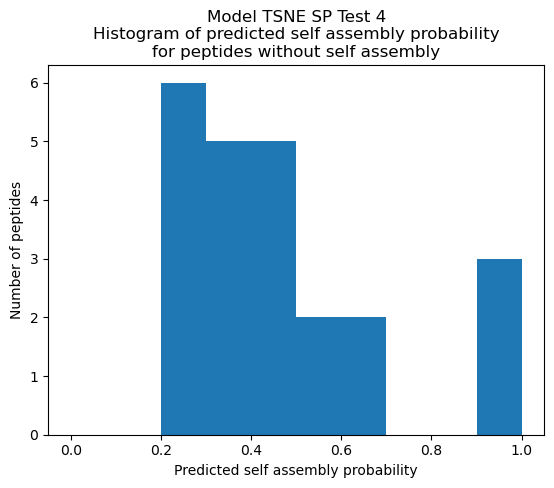 Model TSNE SP Test 4
Histogram of predicted self assembly probability
for peptides without self assembly
6
5
4
3
2
1
0
Number of peptides
0.0 0.2 0.4 0.6 0.8 1.0
Predicted self assembly probability